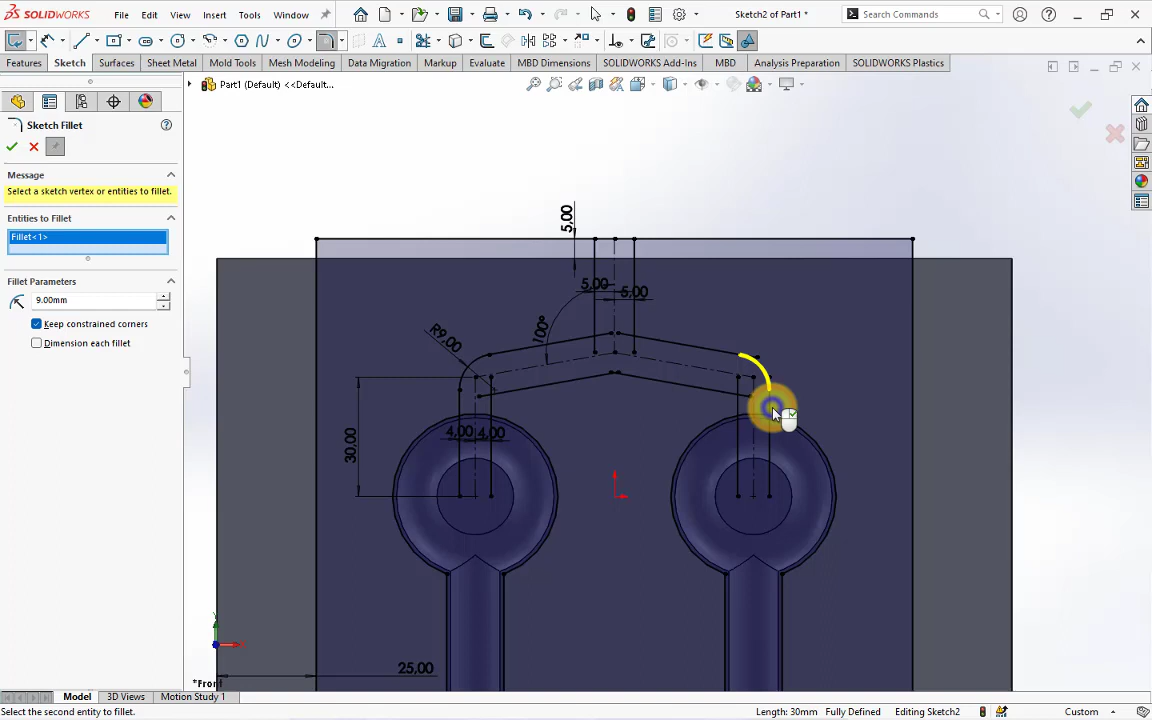 SOLIDWORKS
File
Edit
View
Insert
Tools
Window
Sketch2 of Part1 *
Search Commands
Features
Sketch
Surfaces
Sheet Metal
Mold Tools
Mesh Modeling
Data Migration
Markup
Evaluate
MBD Dimensions
SOLIDWORKS Add-Ins
MBD
Analysis Preparation
SOLIDWORKS Plastics
Part1 (Default) <<Default...
Sketch Fillet
Message
Select a sketch vertex or entities to fillet.
Entities to Fillet
Fillet<1>
Fillet Parameters
9.00mm
Keep constrained corners
Dimension each fillet
5,00
5,00
5,00
100°
R9,00
30,00
4,00
4,00
25,00
Y
X
*Front
Model
3D Views
Motion Study 1
Select the second entity to fillet.
Length: 30mm
Fully Defined
Editing Sketch2
Custom